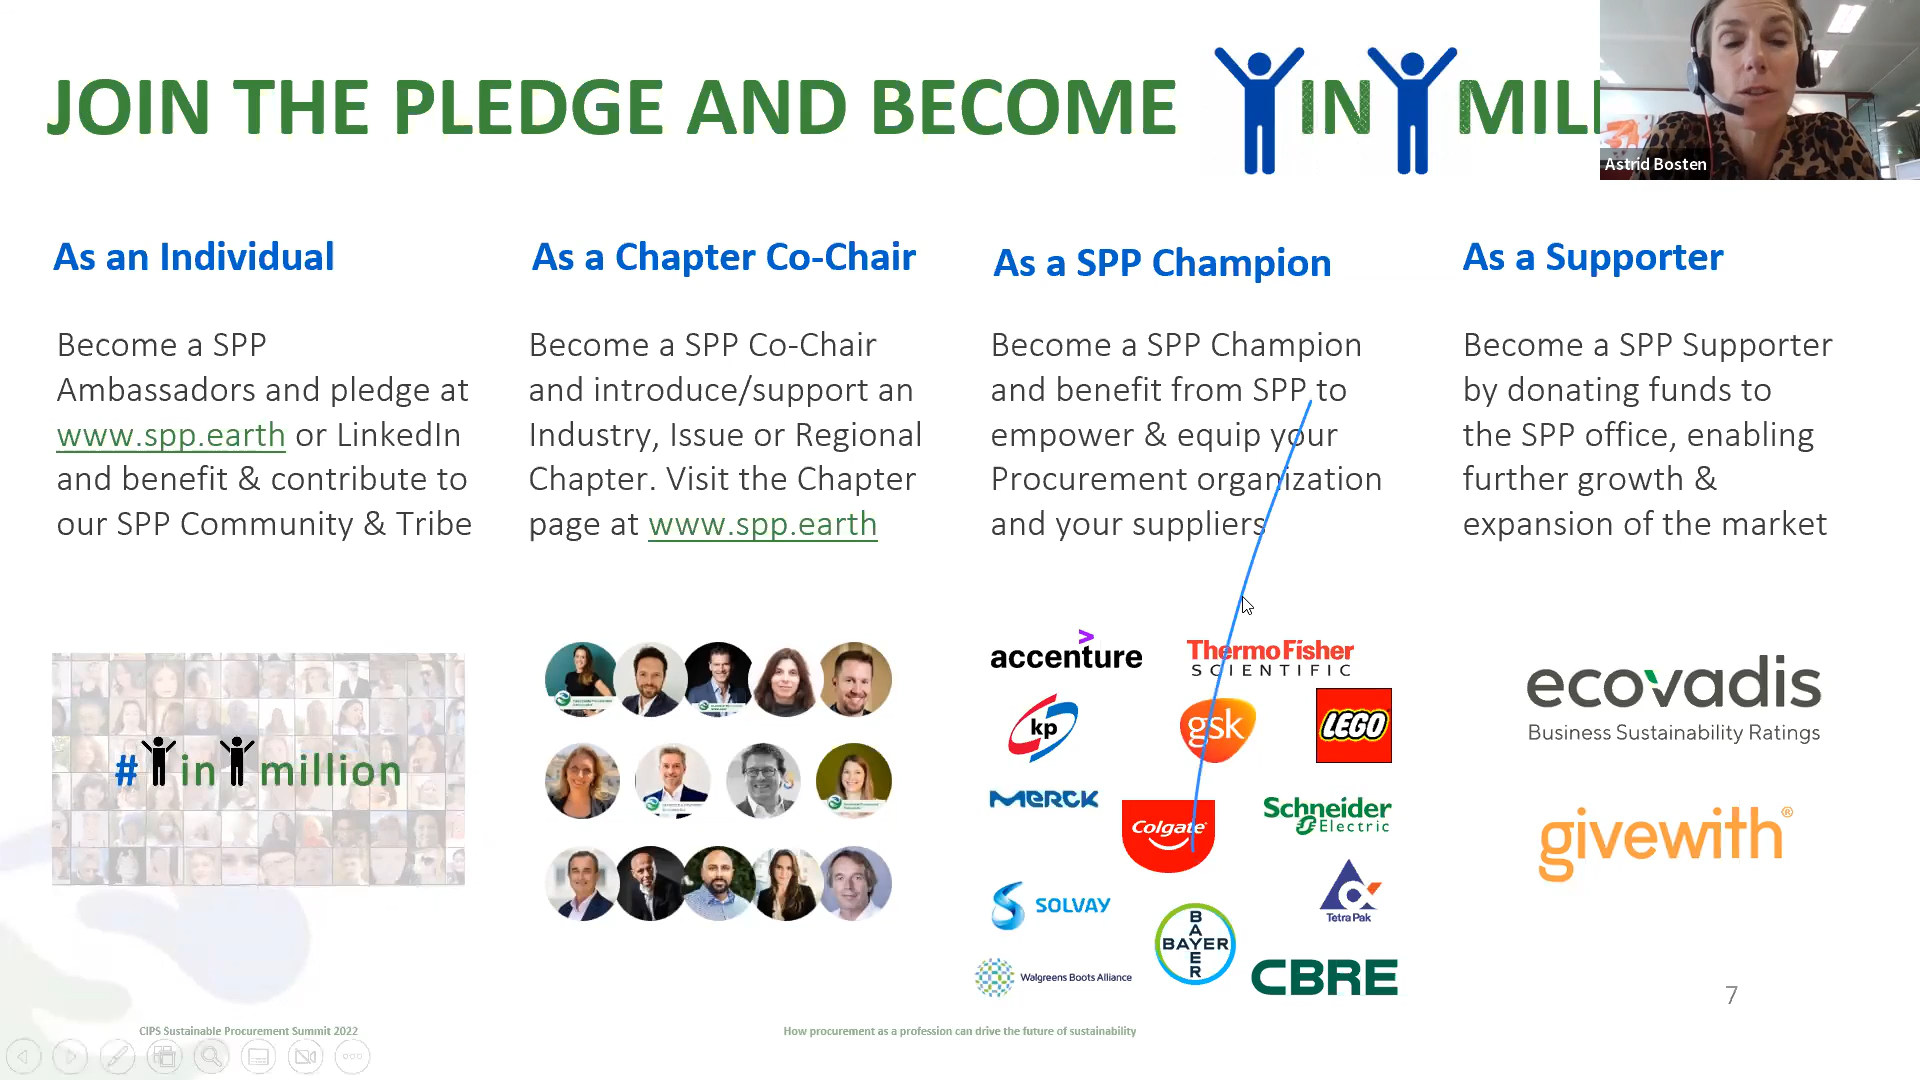 JOIN THE PLEDGE AND BECOME IN MILL
Astrid Bosten
As an Individual
Become a SPP
Ambassadors and pledge at
www.spp.earth or LinkedIn
and benefit & contribute to
our SPP Community & Tribe
#in million
As a Chapter Co-Chair
Become a SPP Co-Chair
and introduce/support an
Industry, Issue or Regional
Chapter. Visit the Chapter
page at www.spp.earth
As a SPP Champion
Become a SPP Champion
and benefit from SPP to
empower & equip your
Procurement organization
and your suppliers
accenture
ThermoFisher
SCIENTIFIC
kp
gsk
LEGO
MERCK
Colgate
Schneider
Electric
SOLVAY
BAYER
BAYER
Tetra Pak
Walgreens Boots Alliance
CBRE
As a Supporter
Become a SPP Supporter
by donating funds to
the SPP office, enabling
further growth &
expansion of the market
ecovadis
Business Sustainability Ratings
givewith®
7
CIPS Sustainable Procurement Summit 2022
How procurement as a profession can drive the future of sustainability